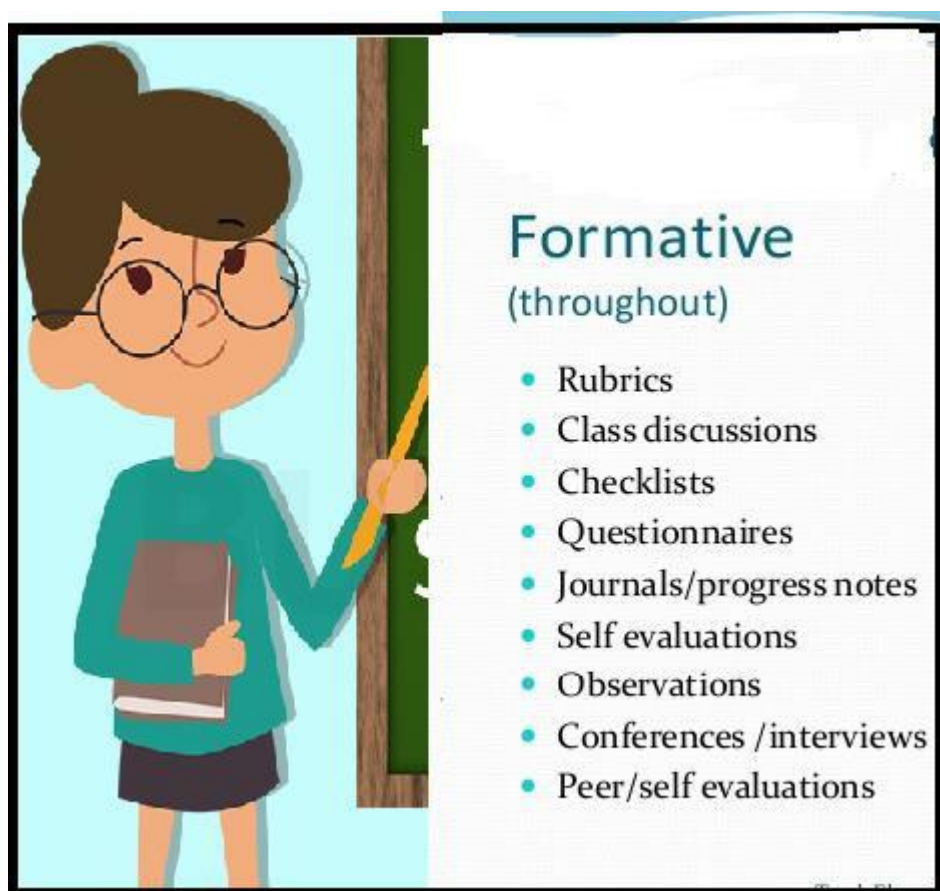 Formative
(throughout)
• Rubrics
• Class discussions
• Checklists
• Questionnaires
• Journals/progress notes
• Self evaluations
• Observations
• Conferences /interviews
• Peer/self evaluations